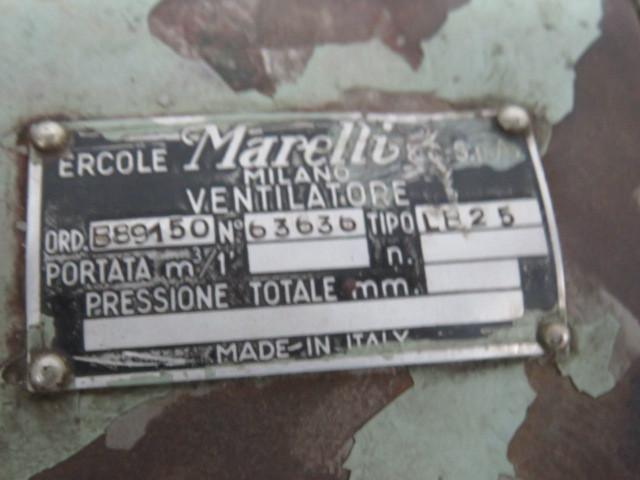 ERCOLE Marelli S.p.A.
MILANO
VENTILATORE
ORD. B89150 N° 63636 TIPO LB25
PORTATA m³/1' n.
PRESSIONE TOTALE mm.
MADE-IN ITALY